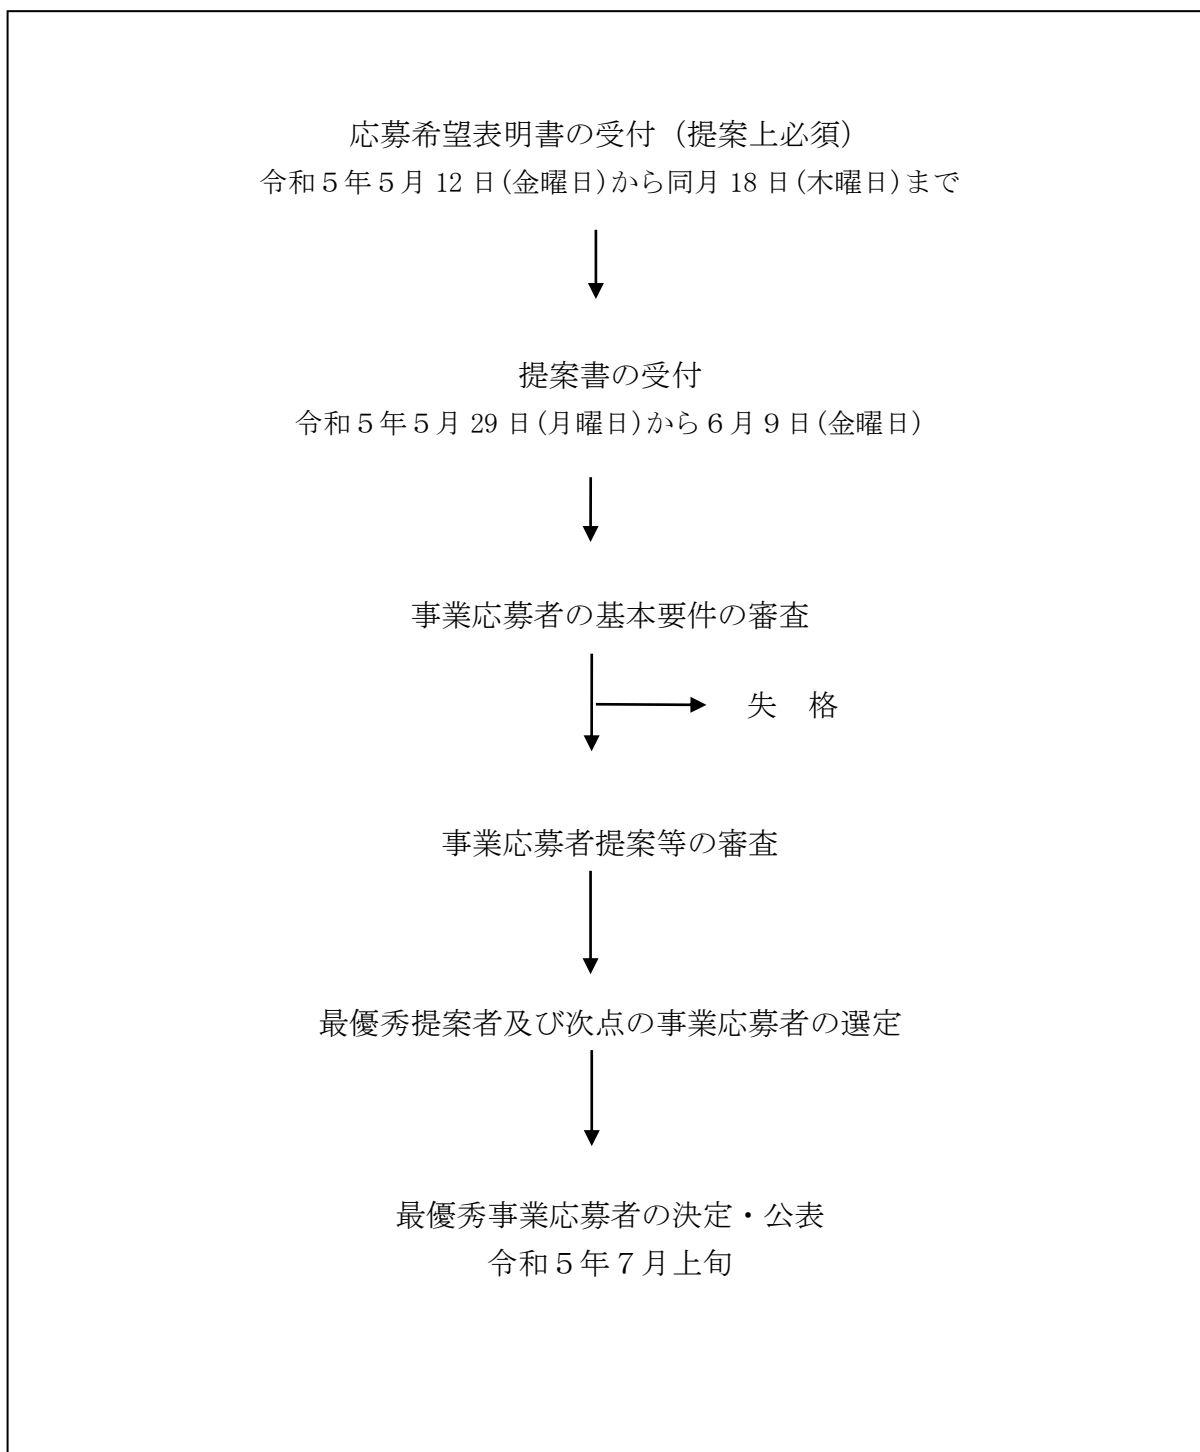 応募希望表明書の受付（提案上必須）
令和５年５月 12 日(金曜日)から同月 18 日(木曜日)まで
提案書の受付
令和５年５月 29 日(月曜日)から６月９日(金曜日)
事業応募者の基本要件の審査
失　格
事業応募者提案等の審査
最優秀提案者及び次点の事業応募者の選定
最優秀事業応募者の決定・公表
令和５年７月上旬